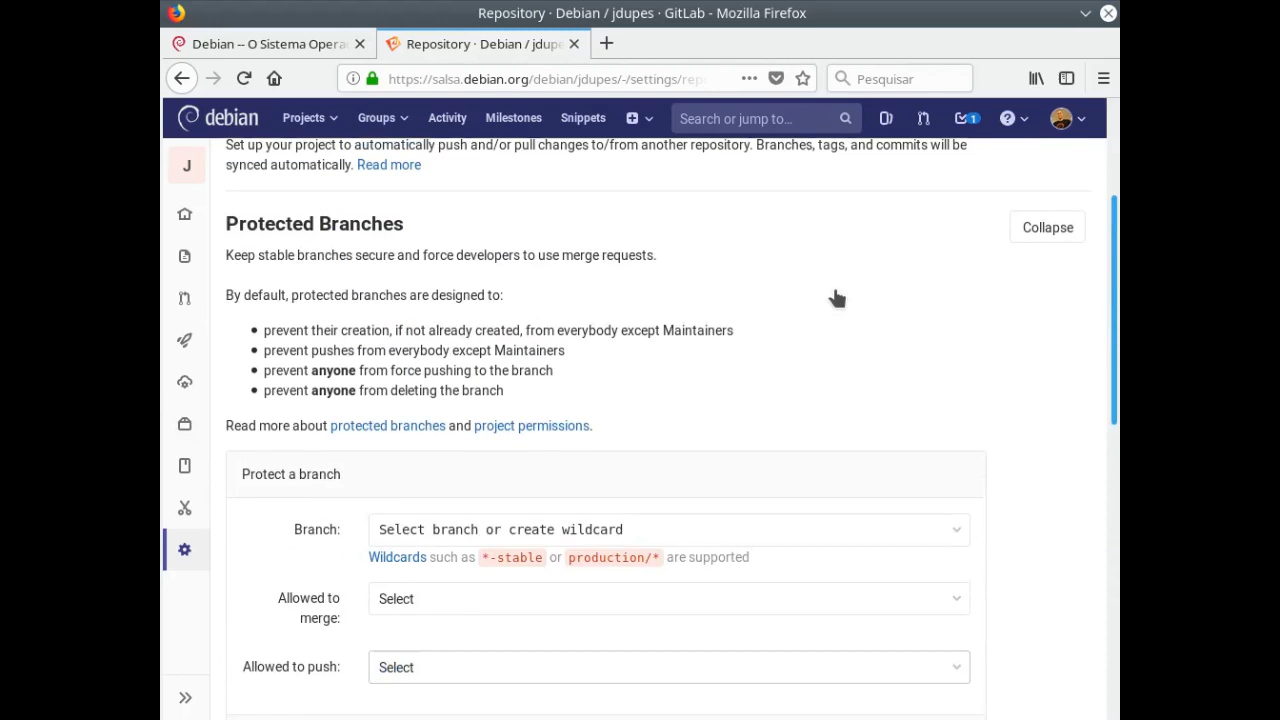 Repository · Debian / jdupes · GitLab - Mozilla Firefox
Debian -- O Sistema Opera
Repository · Debian / jdupe
https://salsa.debian.org/debian/jdupes/-/settings/rep
Pesquisar
debian
Projects
Groups
Activity
Milestones
Snippets
Search or jump to...
1
Set up your project to automatically push and/or pull changes to/from another repository. Branches, tags, and commits will be
synced automatically. Read more
J
Protected Branches
Collapse
Keep stable branches secure and force developers to use merge requests.
By default, protected branches are designed to:
• prevent their creation, if not already created, from everybody except Maintainers
• prevent pushes from everybody except Maintainers
• prevent anyone from force pushing to the branch
• prevent anyone from deleting the branch
Read more about protected branches and project permissions.
Protect a branch
Branch:
Select branch or create wildcard
Wildcards such as *-stable or production/* are supported
Allowed to
merge:
Select
Allowed to push:
Select